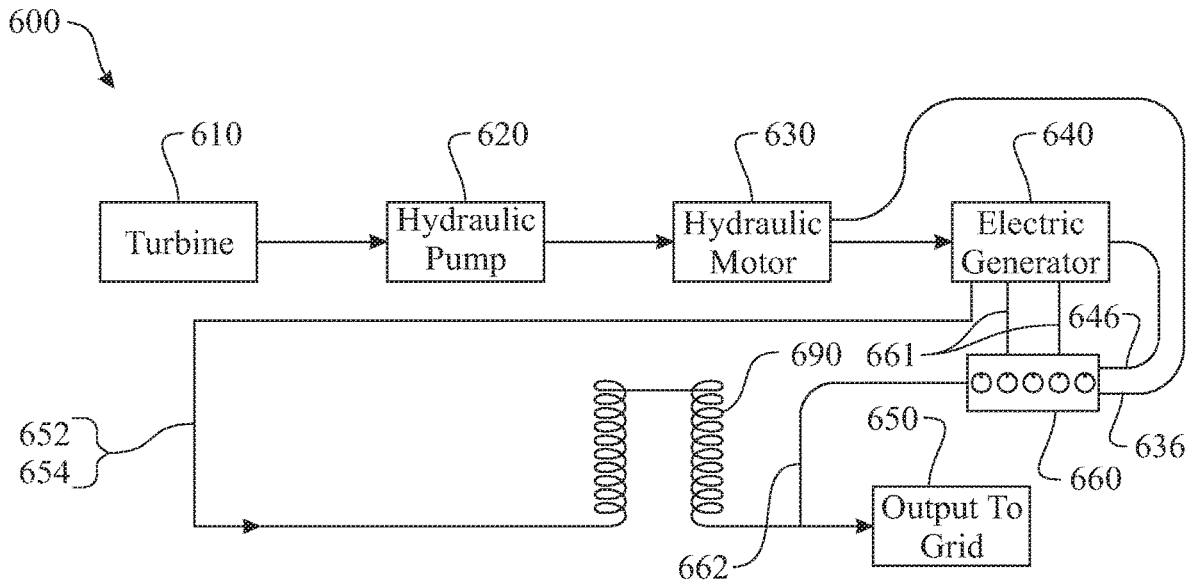 600
610
620
630
640
Turbine
Hydraulic
Pump
Hydraulic
Motor
Electric
Generator
646
661
690
652
654
650
660
636
Output To
Grid
662